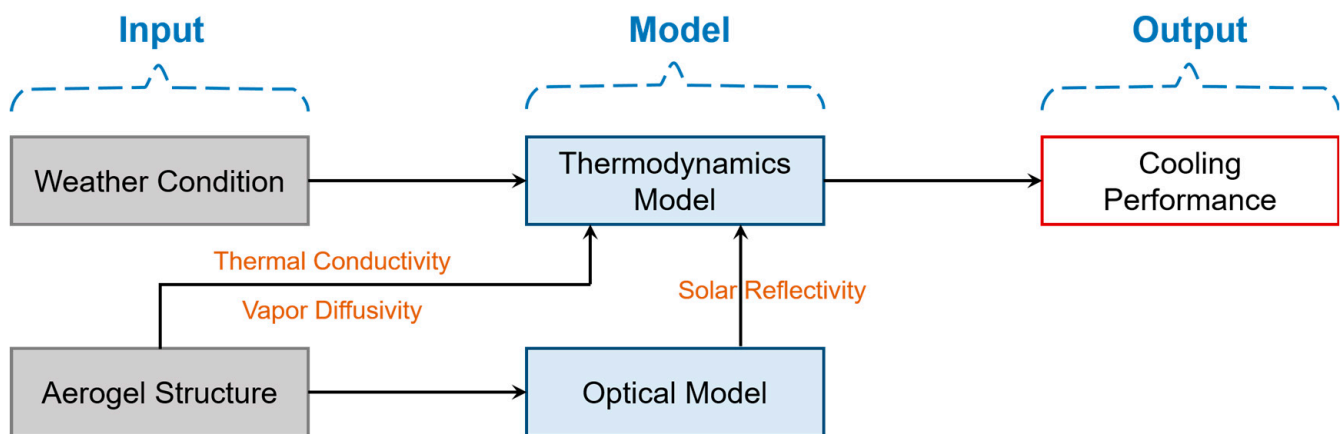 Input
Model
Output
Weather Condition
Thermodynamics
Model
Cooling
Performance
Thermal Conductivity
Vapor Diffusivity
Solar Reflectivity
Aerogel Structure
Optical Model